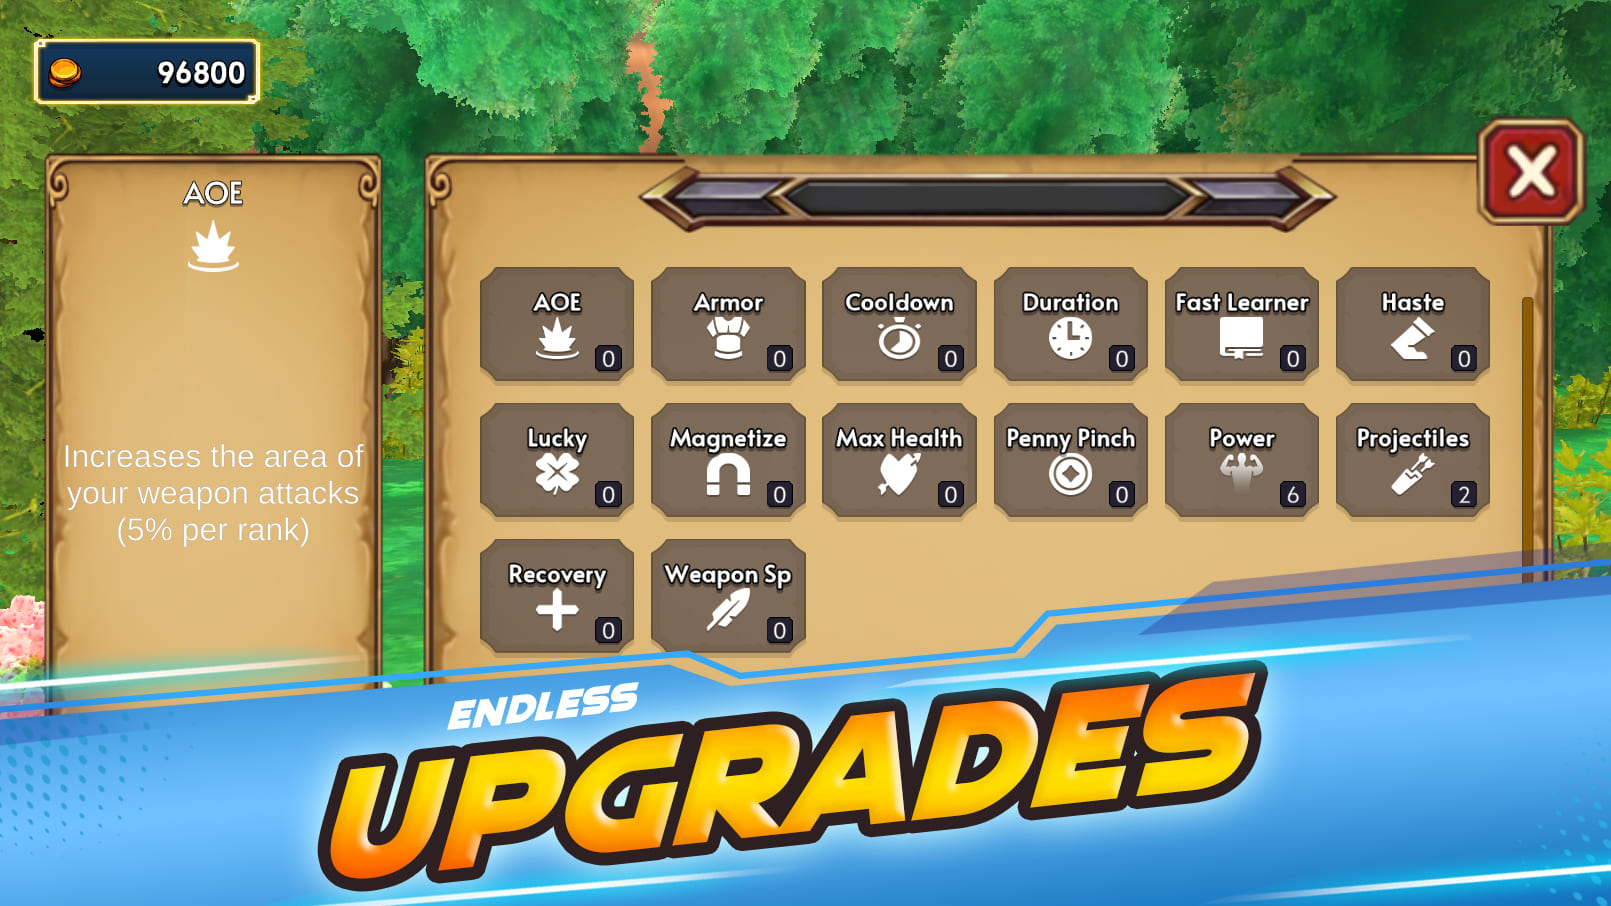 96800
AOE
Increases the area of
your weapon attacks
(5% per rank)
AOE
0
Armor
0
Cooldown
0
Duration
0
Fast Learner
0
Haste
0
Lucky
0
Magnetize
0
Max Health
0
Penny Pinch
0
Power
6
Projectiles
2
Recovery
0
Weapon Sp
0
ENDLESS
UPGRADES